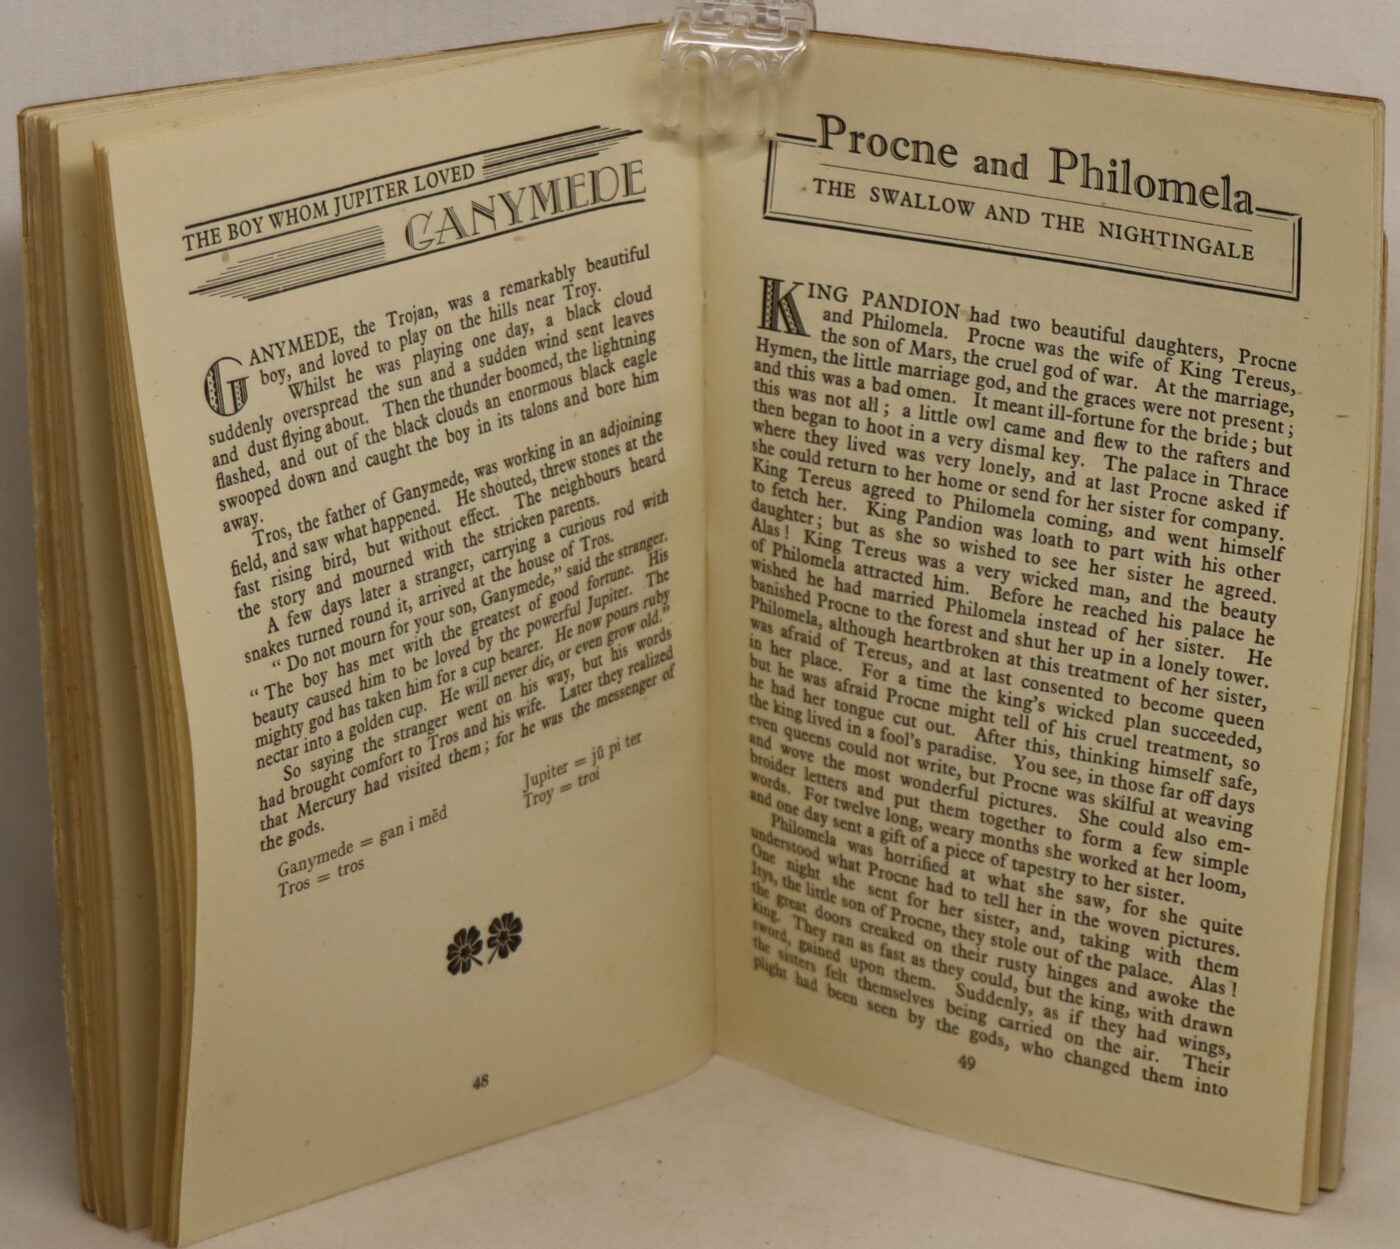 THE BOY WHOM JUPITER LOVED
GANYMEDE
GANYMEDE, the Trojan, was a remarkably beautiful
boy, and loved to play on the hills near Troy.
Whilst he was playing one day, a black cloud
suddenly overspread the sun and a sudden wind sent leaves
and dust flying about. Then the thunder boomed, the lightning
flashed, and out of the black clouds an enormous black eagle
swooped down and caught the boy in its talons and bore him
away.
Tros, the father of Ganymede, was working in an adjoining
field, and saw what happened. He shouted, threw stones at the
fast rising bird, but without effect. The neighbours heard
the story and mourned with the stricken parents.
A few days later a stranger, carrying a curious rod with
snakes turned round it, arrived at the house of Tros.
“ Do not mourn for your son, Ganymede,” said the stranger.
“ The boy has met with the greatest of good fortune. His
beauty caused him to be loved by the powerful Jupiter. The
mighty god has taken him for a cup bearer. He now pours ruby
nectar into a golden cup. He will never die, or even grow old.”
So saying the stranger went on his way, but his words
had brought comfort to Tros and his wife. Later they realized
that Mercury had visited them ; for he was the messenger of
the gods.
Ganymede = gan i mēd
Tros = tros
Jupiter = jū pi ter
Troy = troi
48
Procne and Philomela
THE SWALLOW AND THE NIGHTINGALE
KING PANDION had two beautiful daughters, Procne
and Philomela. Procne was the wife of King Tereus,
the son of Mars, the cruel god of war. At the marriage,
Hymen, the little marriage god, and the graces were not present ;
and this was a bad omen. It meant ill-fortune for the bride ; but
this was not all ; a little owl came and flew to the rafters and
then began to hoot in a very dismal key. The palace in Thrace
where they lived was very lonely, and at last Procne asked if
she could return to her home or send for her sister for company.
King Tereus agreed to Philomela coming, and went himself
to fetch her. King Pandion was loath to part with his other
daughter ; but as she so wished to see her sister he agreed.
Alas ! King Tereus was a very wicked man, and the beauty
of Philomela attracted him. Before he reached his palace he
wished he had married Philomela instead of her sister. He
banished Procne to the forest and shut her up in a lonely tower.
Philomela, although heartbroken at this treatment of her sister,
was afraid of Tereus, and at last consented to become queen
in her place. For a time the king’s wicked plan succeeded,
but he was afraid Procne might tell of his cruel treatment, so
he had her tongue cut out. After this, thinking himself safe,
the king lived in a fool’s paradise. You see, in those far off days
even queens could not write, but Procne was skilful at weaving
and wove the most wonderful pictures. She could also em-
broider letters and put them together to form a few simple
words. For twelve long, weary months she worked at her loom,
and one day sent a gift of a piece of tapestry to her sister.
Philomela was horrified at what she saw, for she quite
understood what Procne had to tell her in the woven pictures.
One night she sent for her sister, and, taking with them
Itys, the little son of Procne, they stole out of the palace. Alas !
the great doors creaked on their rusty hinges and awoke the
king. They ran as fast as they could, but the king, with drawn
sword, gained upon them. Suddenly, as if they had wings,
the sisters felt themselves being carried on the air. Their
plight had been seen by the gods, who changed them into
49